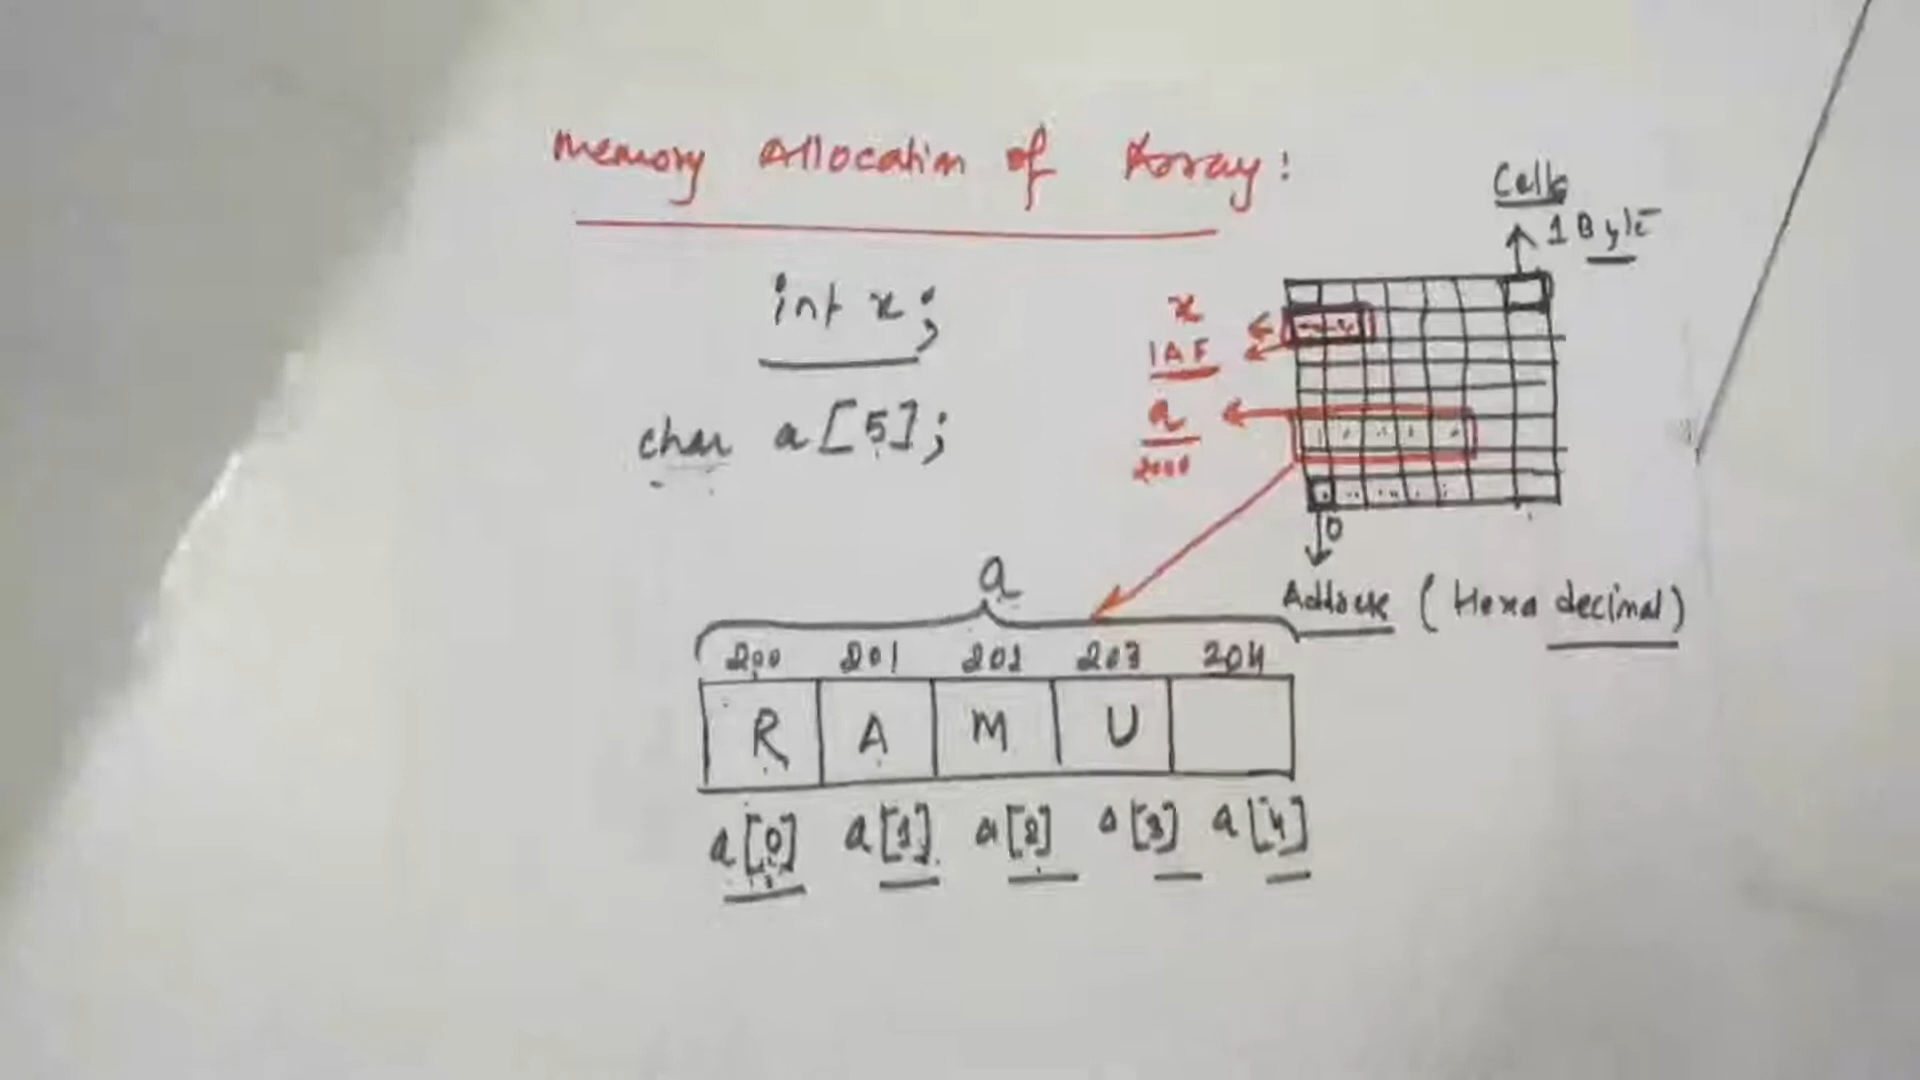 Memory Allocation of Array:
Cells
1 Byte
int x;
x
1AF
char a[5];
a
0
Address (Hexa decimal)
a
200 201 202 203 204
R A M U
a[0] a[1] a[2] a[3] a[4]